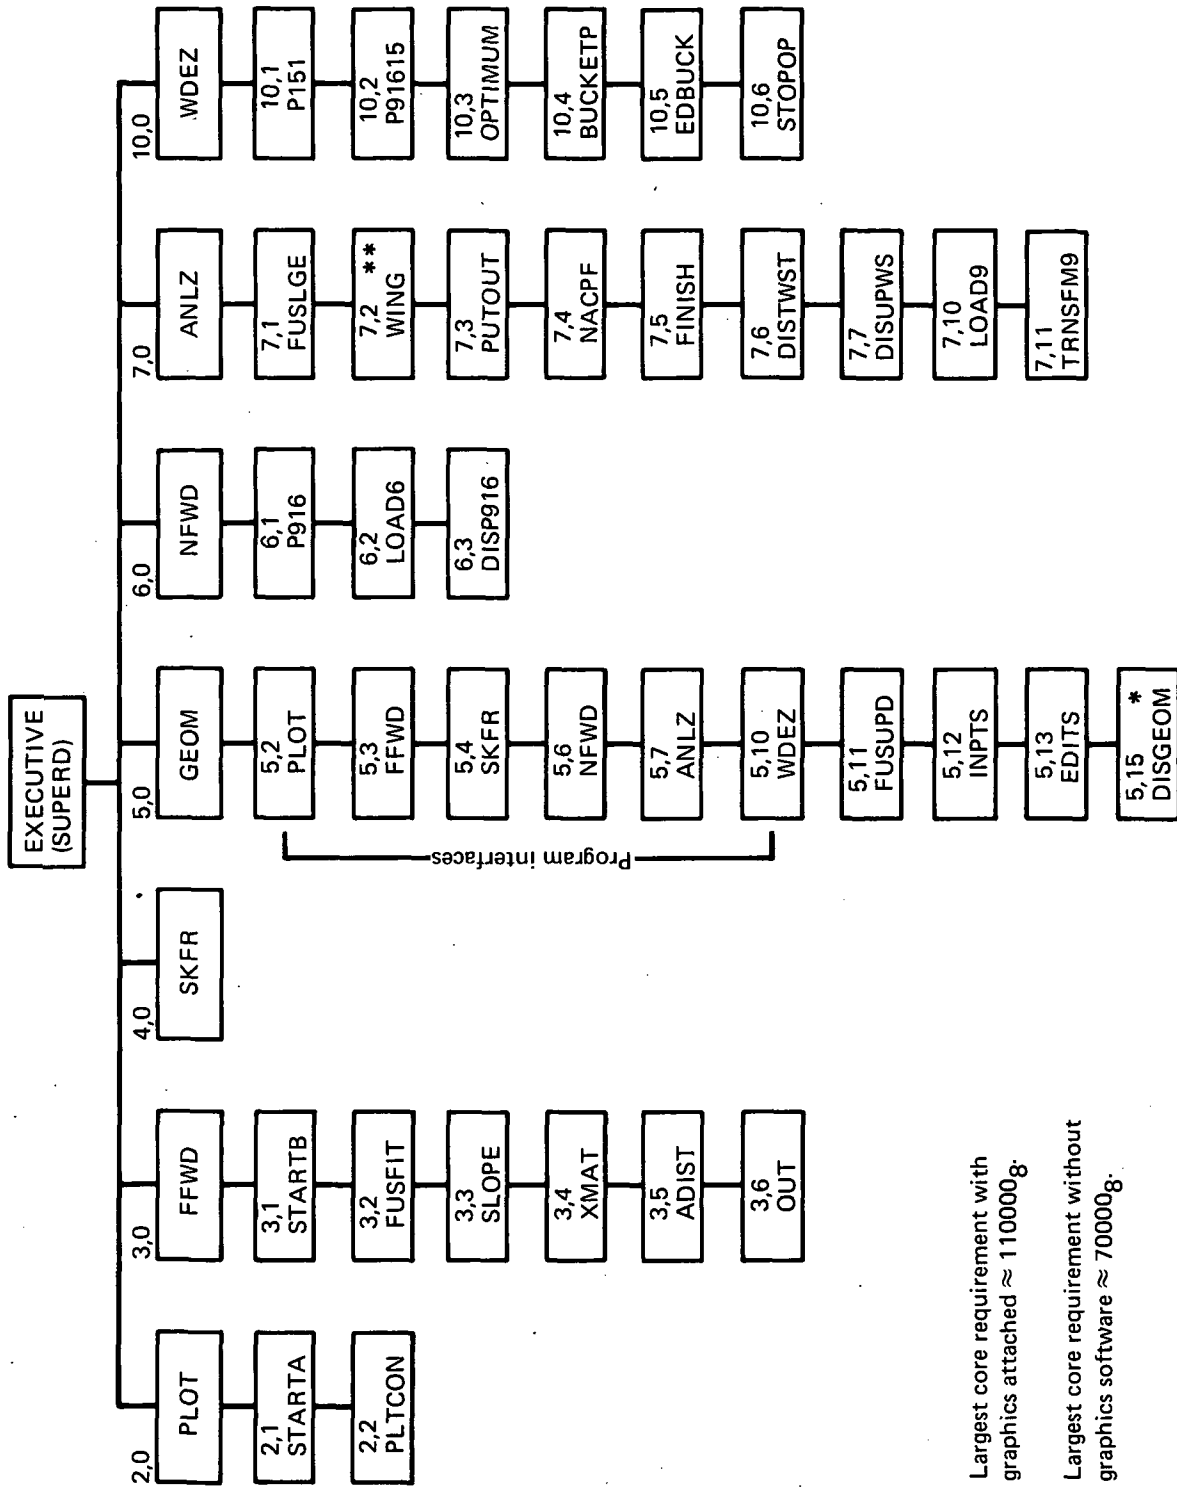 EXECUTIVE
(SUPERD)
2,0
PLOT
2,1
STARTA
2,2
PLTCON
3,0
FFWD
3,1
STARTB
3,2
FUSFIT
3,3
SLOPE
3,4
XMAT
3,5
ADIST
3,6
OUT
4,0
SKFR
5,0
GEOM
Program interfaces
5,2
PLOT
5,3
FFWD
5,4
SKFR
5,6
NFWD
5,7
ANLZ
5,10
WDEZ
5,11
FUSUPD
5,12
INPTS
5,13
EDITS
5,15 *
DISGEOM
6,0
NFWD
6,1
P916
6,2
LOAD6
6,3
DISP916
7,0
ANLZ
7,1
FUSLGE
7,2 **
WING
7,3
PUTOUT
7,4
NACPF
7,5
FINISH
7,6
DISTWST
7,7
DISUPWS
7,10
LOAD9
7,11
TRNSFM9
10,0
WDEZ
10,1
P151
10,2
P91615
10,3
OPTIMUM
10,4
BUCKETP
10,5
EDBUCK
10,6
STOPOP
Largest core requirement with
graphics attached ≈ 110000₈.
Largest core requirement without
graphics software ≈ 70000₈.